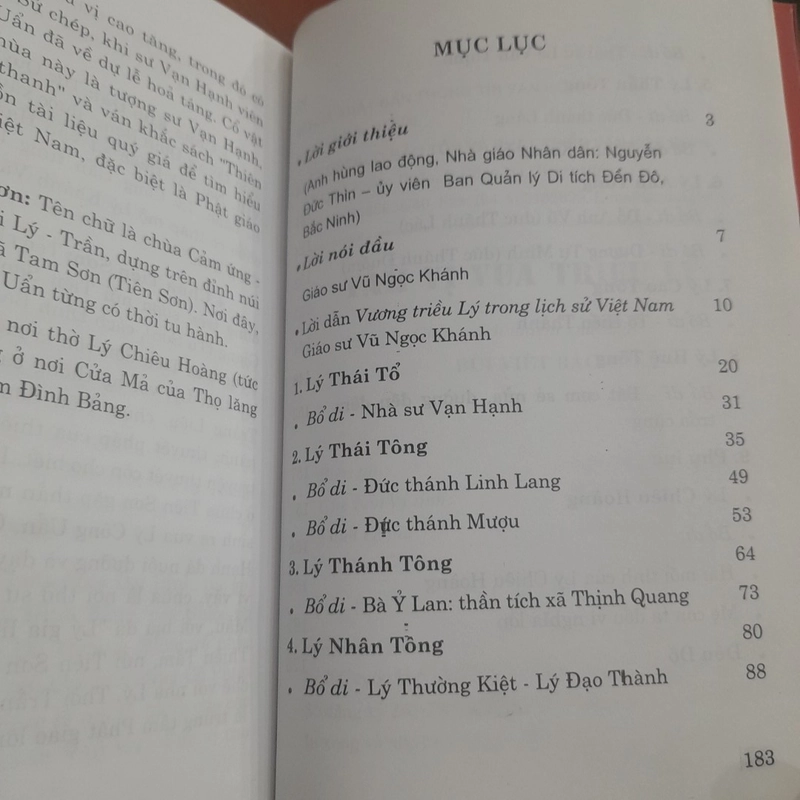 vị cao tăng, trong đó có
Sử chép, khi sư Vạn Hạnh viên
Uẩn đã về dự lễ hoả táng. Cổ vật
chùa này là tượng sư Vạn Hạnh,
thanh" và ván khắc sách "Thiên
tài liệu quý giá để tìm hiểu
iệt Nam, đặc biệt là Phật giáo
ơn: Tên chữ là chùa Cảm ứng -
i Lý - Trần, dựng trên đỉnh núi
Tam Sơn (Tiên Sơn). Nơi đây,
Uẩn từng có thời tu hành.
nơi thờ Lý Chiêu Hoàng (tức
ở nơi Cửa Mả của Thọ lăng
Đình Bảng.
MỤC LỤC
Lời giới thiệu 3
(Anh hùng lao động, Nhà giáo Nhân dân: Nguyễn
Đức Thìn – ủy viên Ban Quản lý Di tích Đền Đô,
Bắc Ninh)
Lời nói đầu 7
Giáo sư Vũ Ngọc Khánh
Lời dẫn Vương triều Lý trong lịch sử Việt Nam 10
Giáo sư Vũ Ngọc Khánh
1. Lý Thái Tổ 20
Bổ di - Nhà sư Vạn Hạnh 31
2. Lý Thái Tông 35
Bổ di - Đức thánh Linh Lang 49
Bổ di - Đức thánh Mượu 53
3. Lý Thánh Tông 64
Bổ di - Bà Ỷ Lan: thần tích xã Thịnh Quang 73
4. Lý Nhân Tông 80
Bổ di - Lý Thường Kiệt - Lý Đạo Thành 88
183